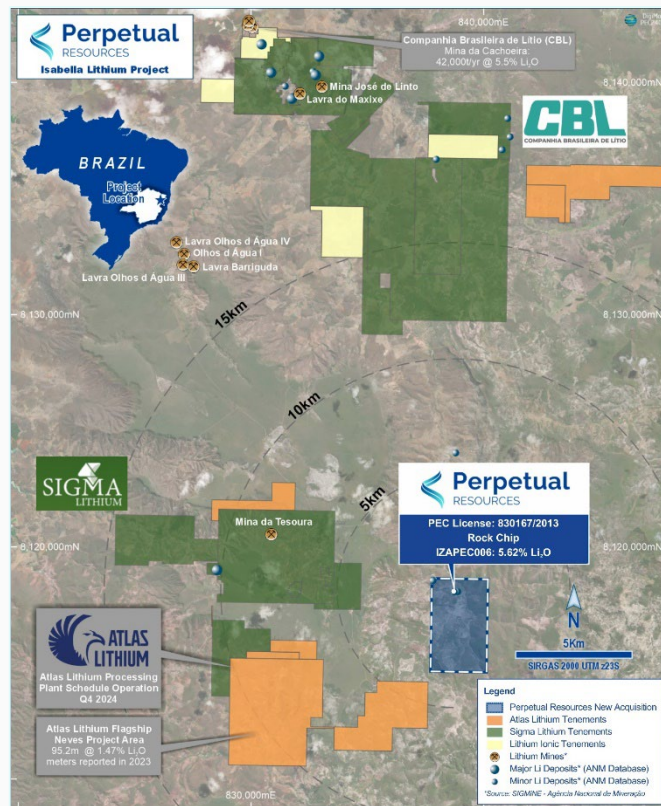 Perpetual
RESOURCES
Isabella Lithium Project
840,000mE
Companhia Brasileira de Lítio (CBL)
Mina da Cachoeira:
42,000t/yr @ 5.5% Li₂O
8,140,000mN
Mina José de Linto
Lavra do Maxixe
CBL
COMPANHIA BRASILEIRA DE LÍTIO
BRAZIL
Project
Location
Lavra Olhos d Água IV
Olhos d Água I
Lavra Barriguda
Lavra Olhos d Água III
8,130,000mN
8,130,000mN
15km
10km
5km
SIGMA
LITHIUM
Mina da Tesoura
Perpetual
RESOURCES
PEC License: 830167/2013
Rock Chip
IZAPEC006: 5.62% Li₂O
8,120,000mN
8,120,000mN
N
5Km
SIRGAS 2000 UTM z23S
ATLAS
LITHIUM
Atlas Lithium Processing
Plant Schedule Operation
Q4 2024
Atlas Lithium Flagship
Neves Project Area
95.2m @ 1.47% Li₂O
meters reported in 2023
830,000mE
Legend
Perpetual Resources New Acquisition
Atlas Lithium Tenements
Sigma Lithium Tenements
Lithium Ionic Tenements
Lithium Mines*
Major Li Deposits* (ANM Database)
Minor Li Deposits* (ANM Database)
*Source: SIGMINE - Agência Nacional de Mineração